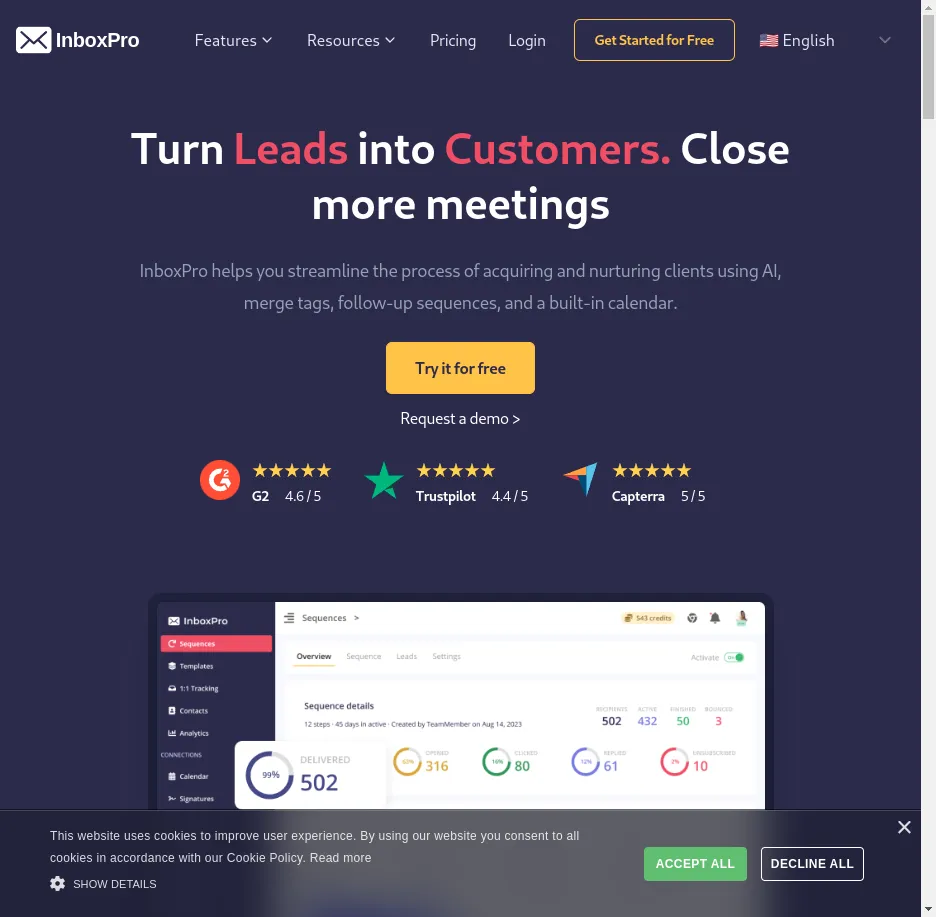 InboxPro
Features
Resources
Pricing
Login
Get Started for Free
English
Turn Leads into Customers. Close
more meetings
InboxPro helps you streamline the process of acquiring and nurturing clients using AI,
merge tags, follow-up sequences, and a built-in calendar.
Try it for free
Request a demo >
G2 4.6 / 5
Trustpilot 4.4 / 5
Capterra 5 / 5
InboxPro
Sequences >
543 credits
Sequences
Templates
1:1 Tracking
Contacts
Analytics
CONNECTIONS
Calendar
Signatures
Overview Sequence Leads Settings
Activate
Sequence details
12 steps · 45 days in active · Created by TeamMember on Aug 14, 2023
RECIPIENTS ACTIVE FINISHED BOUNCED
502 432 50 3
99%
DELIVERED
502
63%
OPENED
316
16%
CLICKED
80
12%
REPLIED
61
2%
UNSUBSCRIBED
10
This website uses cookies to improve user experience. By using our website you consent to all
cookies in accordance with our Cookie Policy. Read more
SHOW DETAILS
ACCEPT ALL
DECLINE ALL